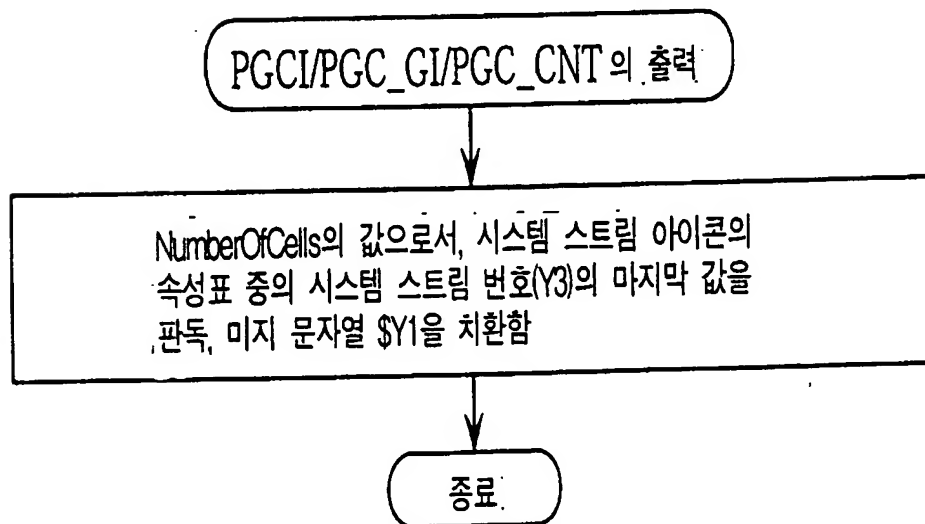 PGCI/PGC_GI/PGC_CNT의 출력
NumberOfCells의 값으로서, 시스템 스트림 아이콘의
속성표 중의 시스템 스트림 번호(Y3)의 마지막 값을
판독, 미지 문자열 $Y1을 치환함
종료